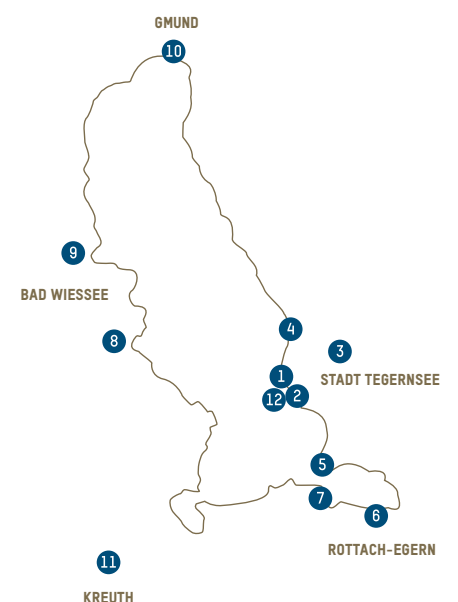 GMUND
10
9
BAD WIESSEE
4
8
3
1
STADT TEGERNSEE
12
2
5
7
6
ROTTACH-EGERN
11
KREUTH